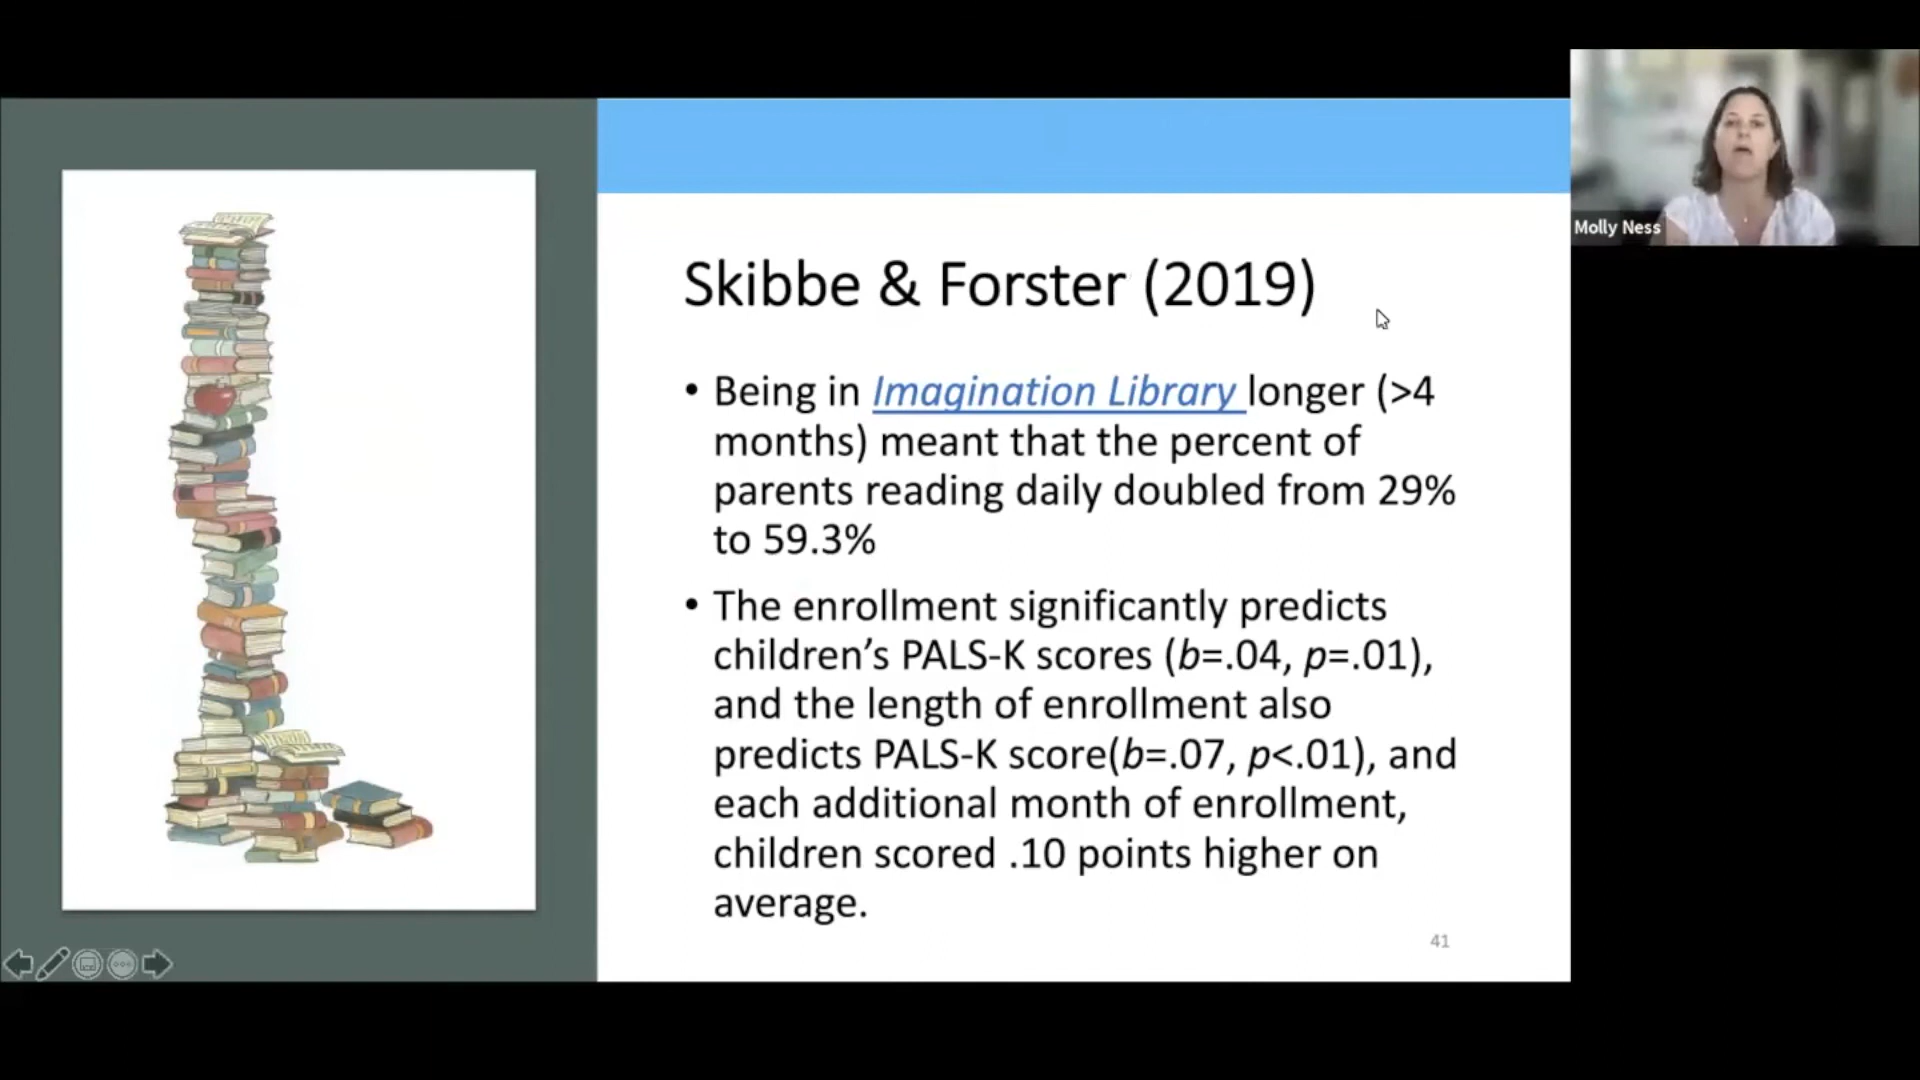 Molly Ness
Skibbe & Forster (2019)
• Being in Imagination Library longer (>4
months) meant that the percent of
parents reading daily doubled from 29%
to 59.3%
• The enrollment significantly predicts
children’s PALS-K scores (b=.04, p=.01),
and the length of enrollment also
predicts PALS-K score(b=.07, p<.01), and
each additional month of enrollment,
children scored .10 points higher on
average.
41